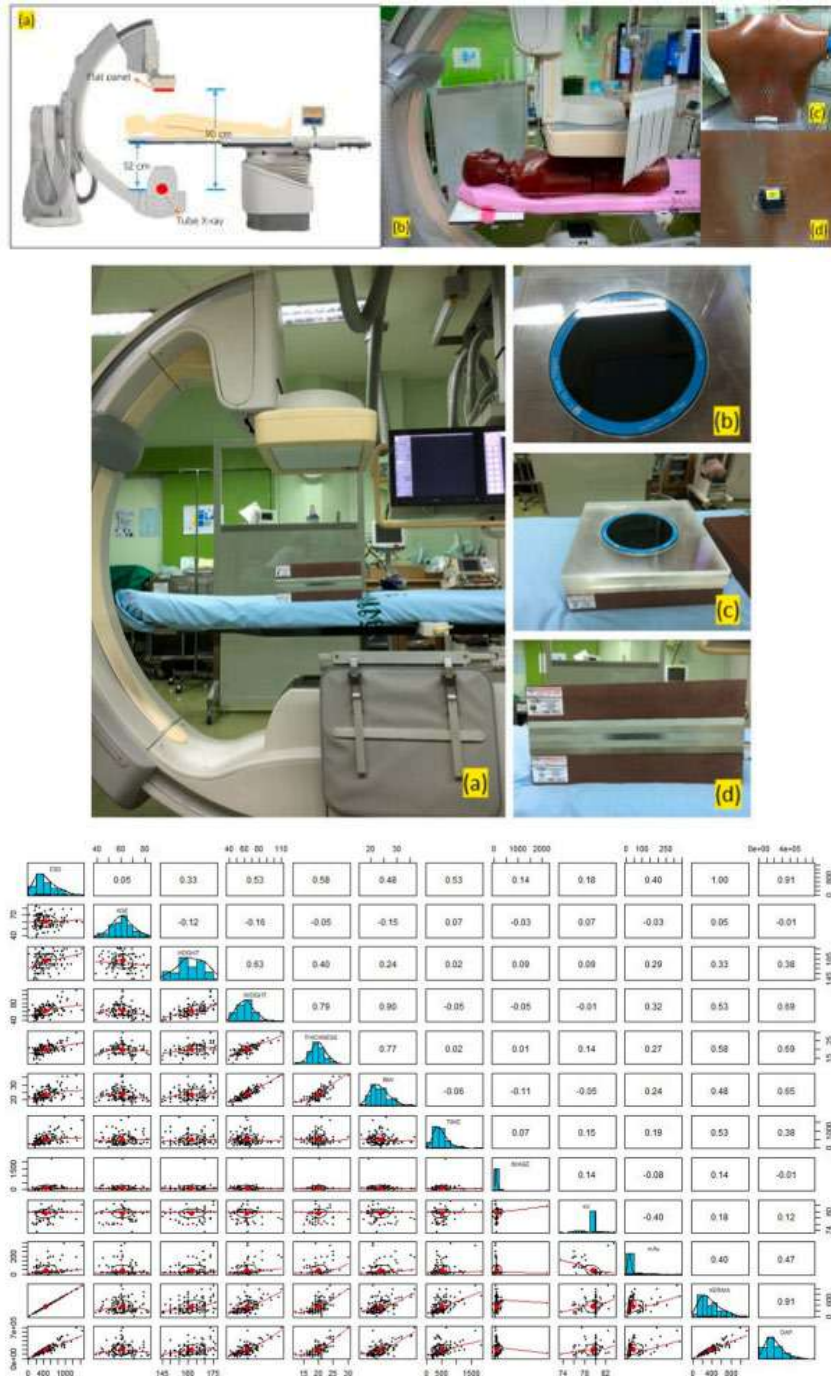 (a)
Flat panel
90 cm
52 cm
Tube X-ray
(b)
(c)
(d)
(a)
(b)
(c)
(d)
40 60 80 40 60 80 110 20 30 0 1000 2000 0 100 250 0e+00 4e+05
0.05 0.33 0.53 0.58 0.48 0.53 0.14 0.18 0.40 1.00 0.91
AGE -0.12 -0.16 -0.05 -0.15 0.07 -0.03 0.07 -0.03 0.05 -0.01
HEIGHT 0.63 0.40 0.24 0.02 0.09 0.09 0.29 0.33 0.38
WEIGHT 0.79 0.90 -0.05 -0.05 -0.01 0.32 0.53 0.69
THICKNESS 0.77 0.02 0.01 0.14 0.27 0.58 0.69
BMI -0.06 -0.11 -0.05 0.24 0.48 0.65
TIME 0.07 0.15 0.19 0.53 0.38
IMAGE 0.14 -0.08 0.14 -0.01
-0.40 0.18 0.12
mAs 0.40 0.47
KERMA 0.91
DAP
0 400 1000 145 160 175 15 20 25 30 0 500 1500 74 78 82 0 400 800